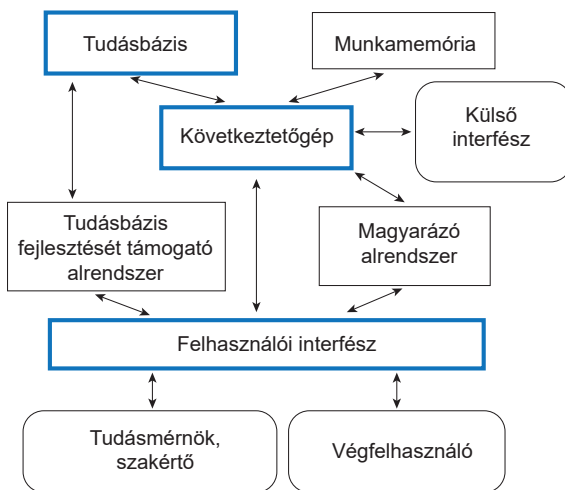 Tudásbázis
Munkamemória
Következtetőgép
Külső
interfész
Tudásbázis
fejlesztését támogató
alrendszer
Magyarázó
alrendszer
Felhasználói interfész
Tudásmérnök,
szakértő
Végfelhasználó